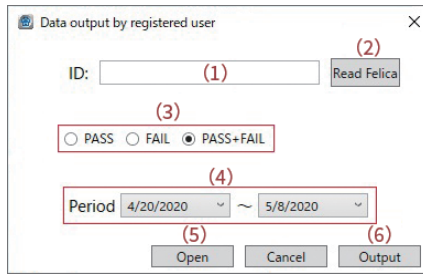 Data output by registered user
(2)
ID: (1) Read Felica
(3)
PASS FAIL PASS+FAIL
(4)
Period 4/20/2020 ～ 5/8/2020
(5) (6)
Open Cancel Output